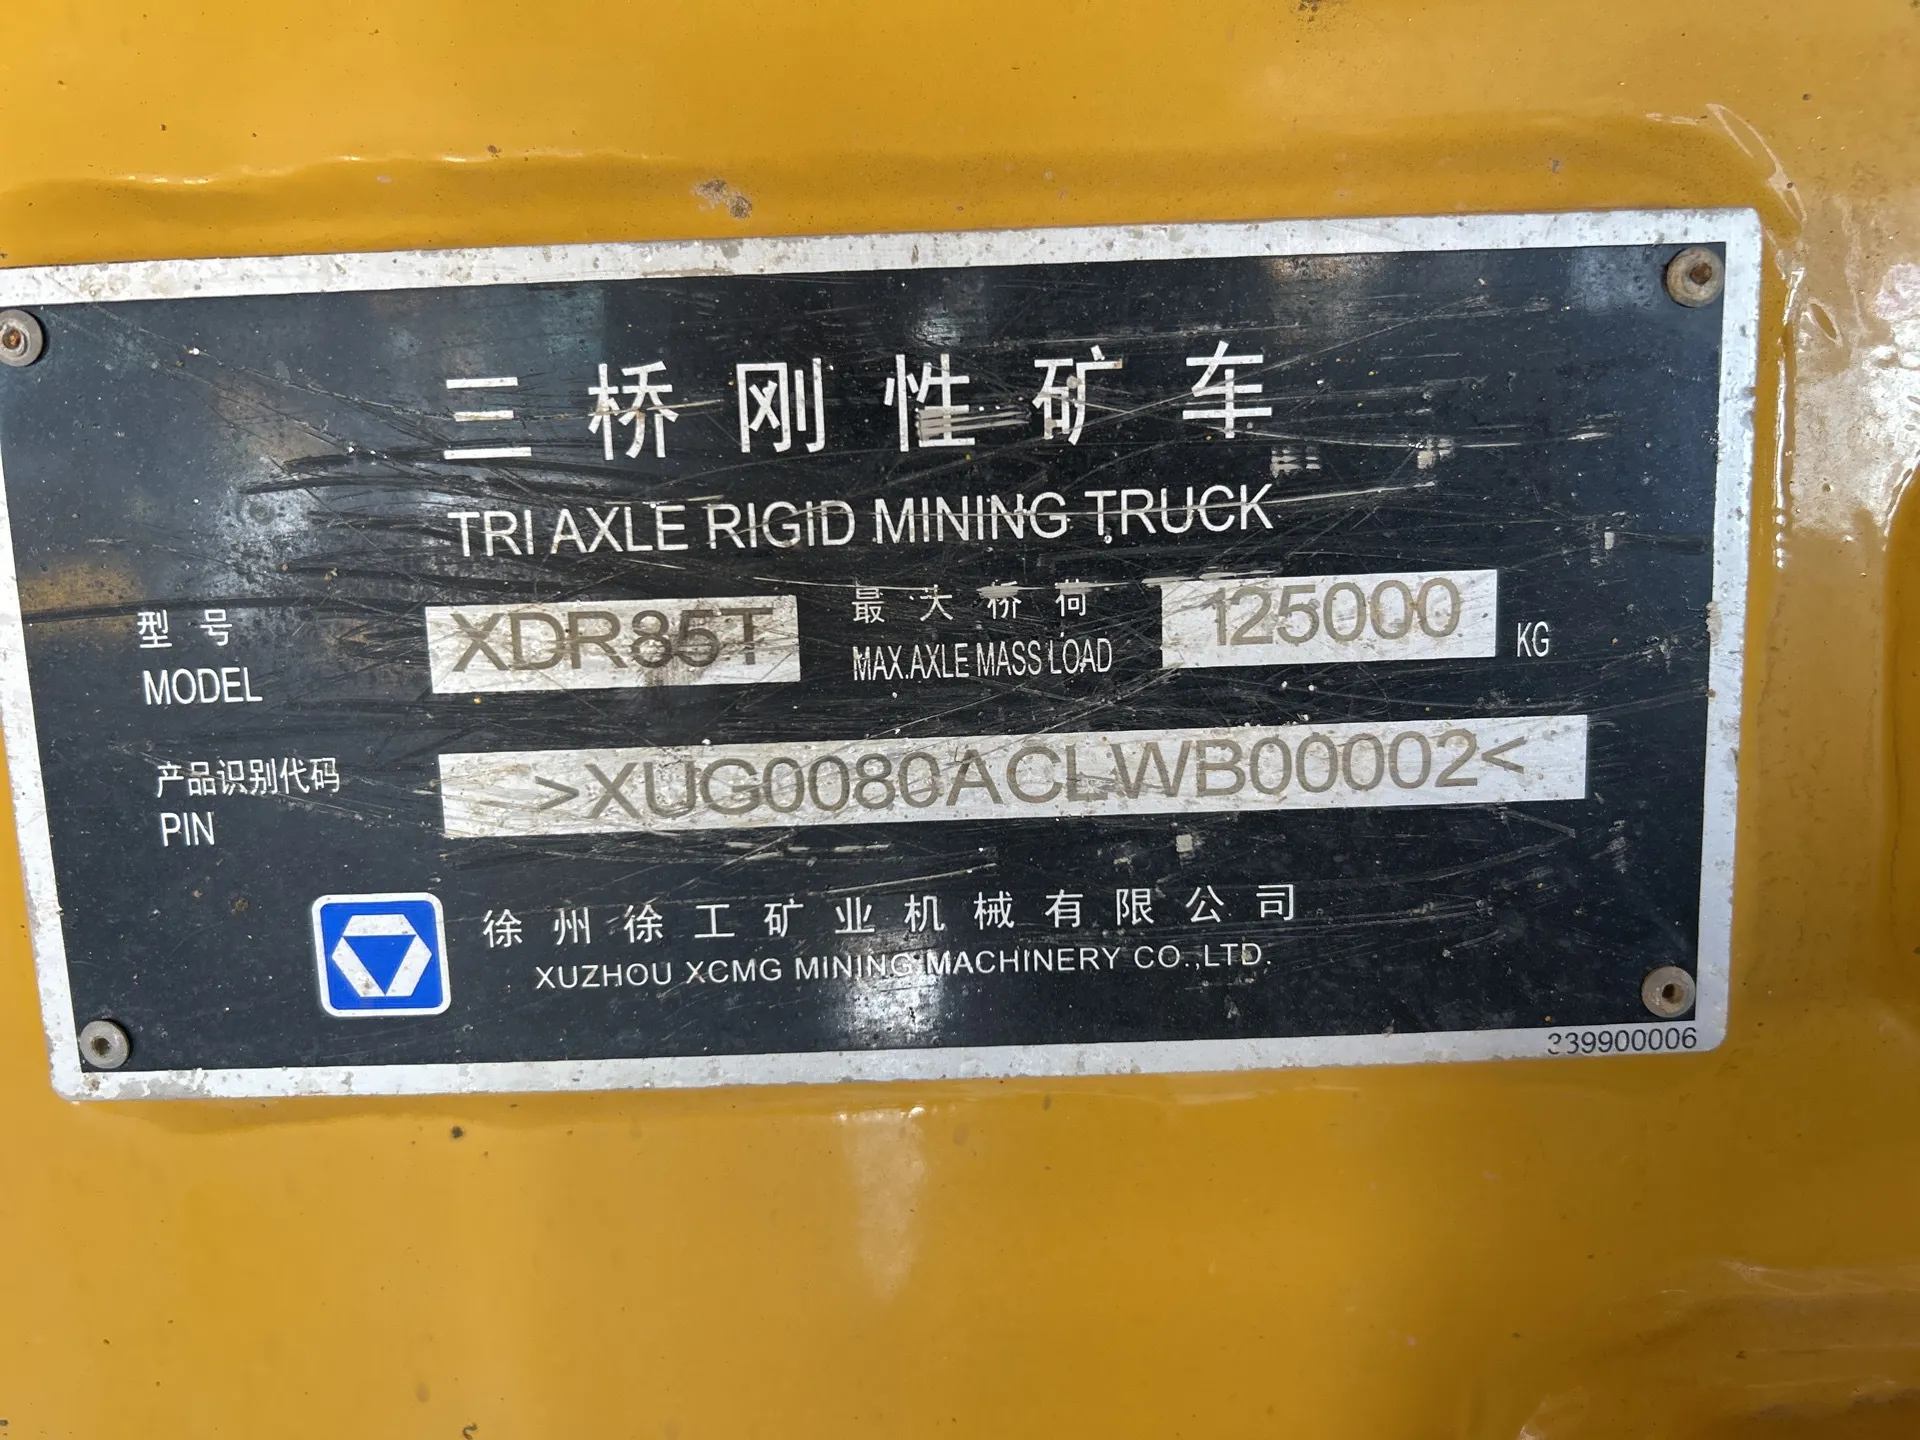 三桥刚性矿车
TRI AXLE RIGID MINING TRUCK
型号 XDR85T 最大桥荷 125000 KG
MODEL MAX.AXLE MASS LOAD
产品识别代码 >XUG0080ACLWB00002<
PIN
徐州徐工矿业机械有限公司
XUZHOU XCMG MINING MACHINERY CO.,LTD.
339900006